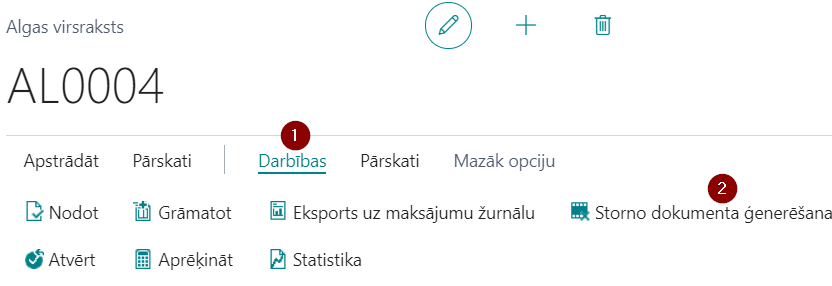 Algas virsraksts
AL0004
1
Apstrādāt Pārskati Darbības Pārskati Mazāk opciju
2
Nodot Grāmatot Eksports uz maksājumu žurnālu Storno dokumenta ģenerēšana
Atvērt Aprēķināt Statistika